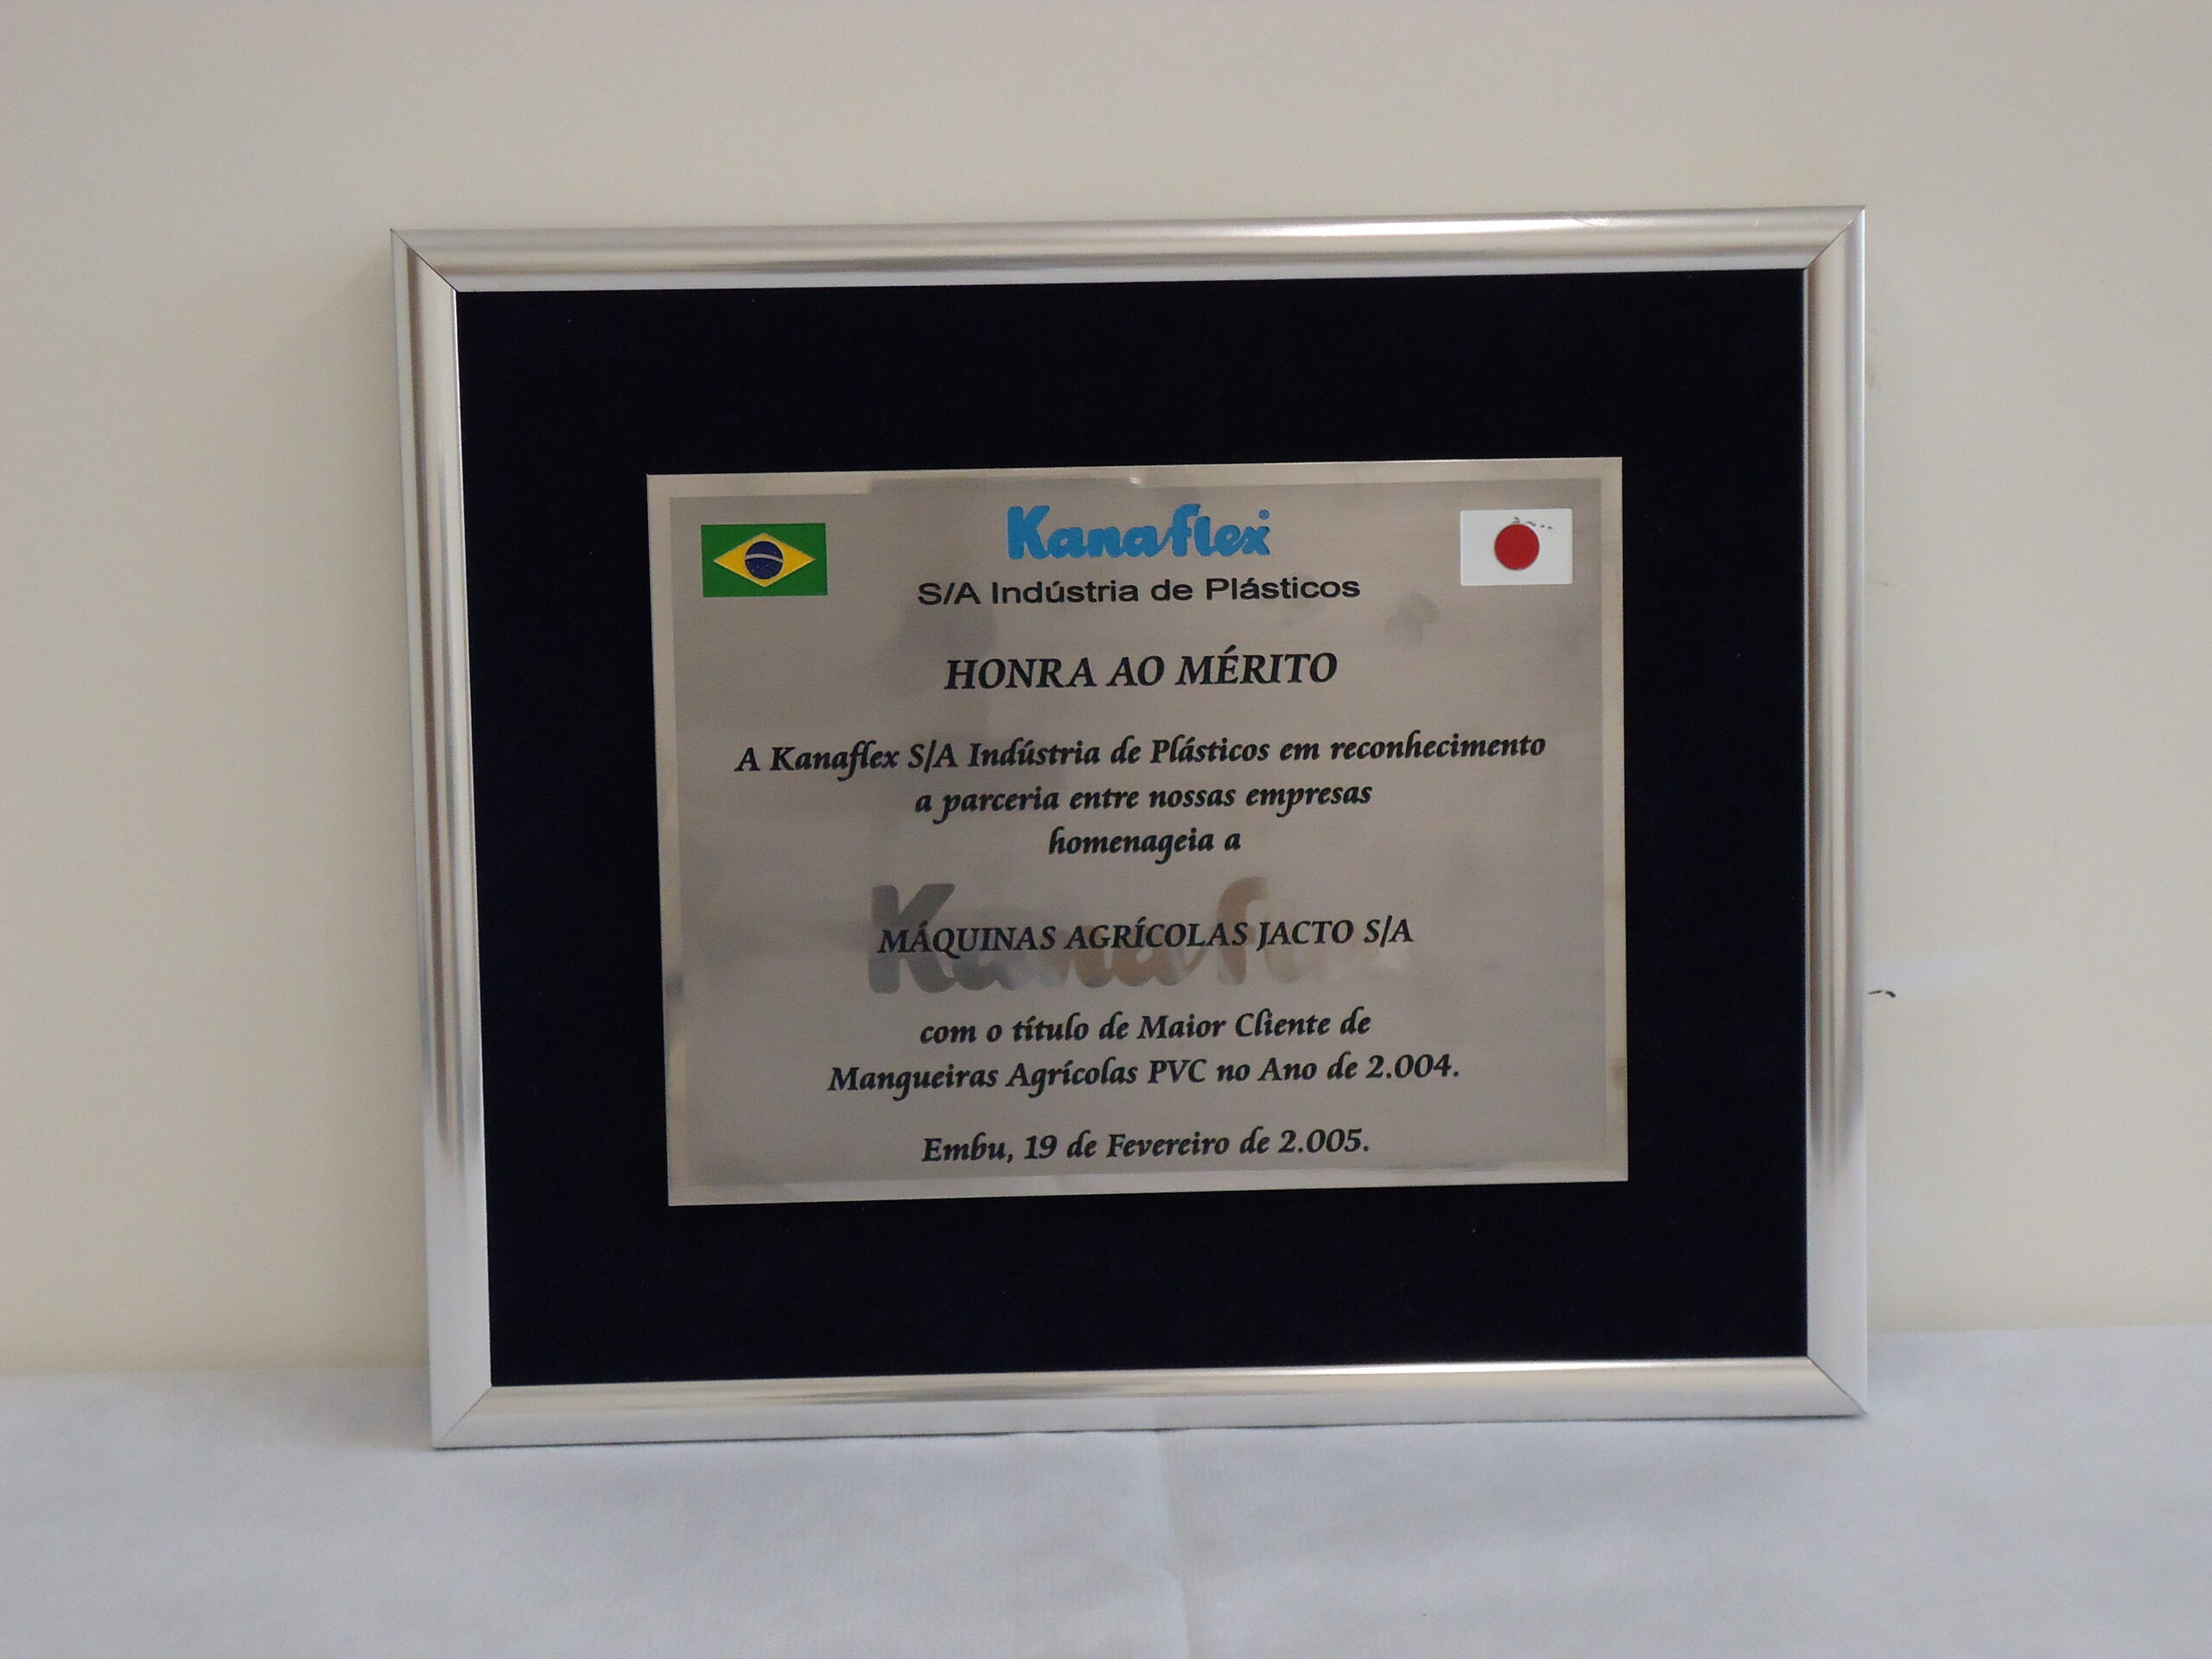 Kanaflex®
S/A Indústria de Plásticos
HONRA AO MÉRITO
A Kanaflex S/A Indústria de Plásticos em reconhecimento
a parceria entre nossas empresas
homenageia a
Kanaflex
MÁQUINAS AGRÍCOLAS JACTO S/A
com o título de Maior Cliente de
Mangueiras Agrícolas PVC no Ano de 2.004.
Embu, 19 de Fevereiro de 2.005.